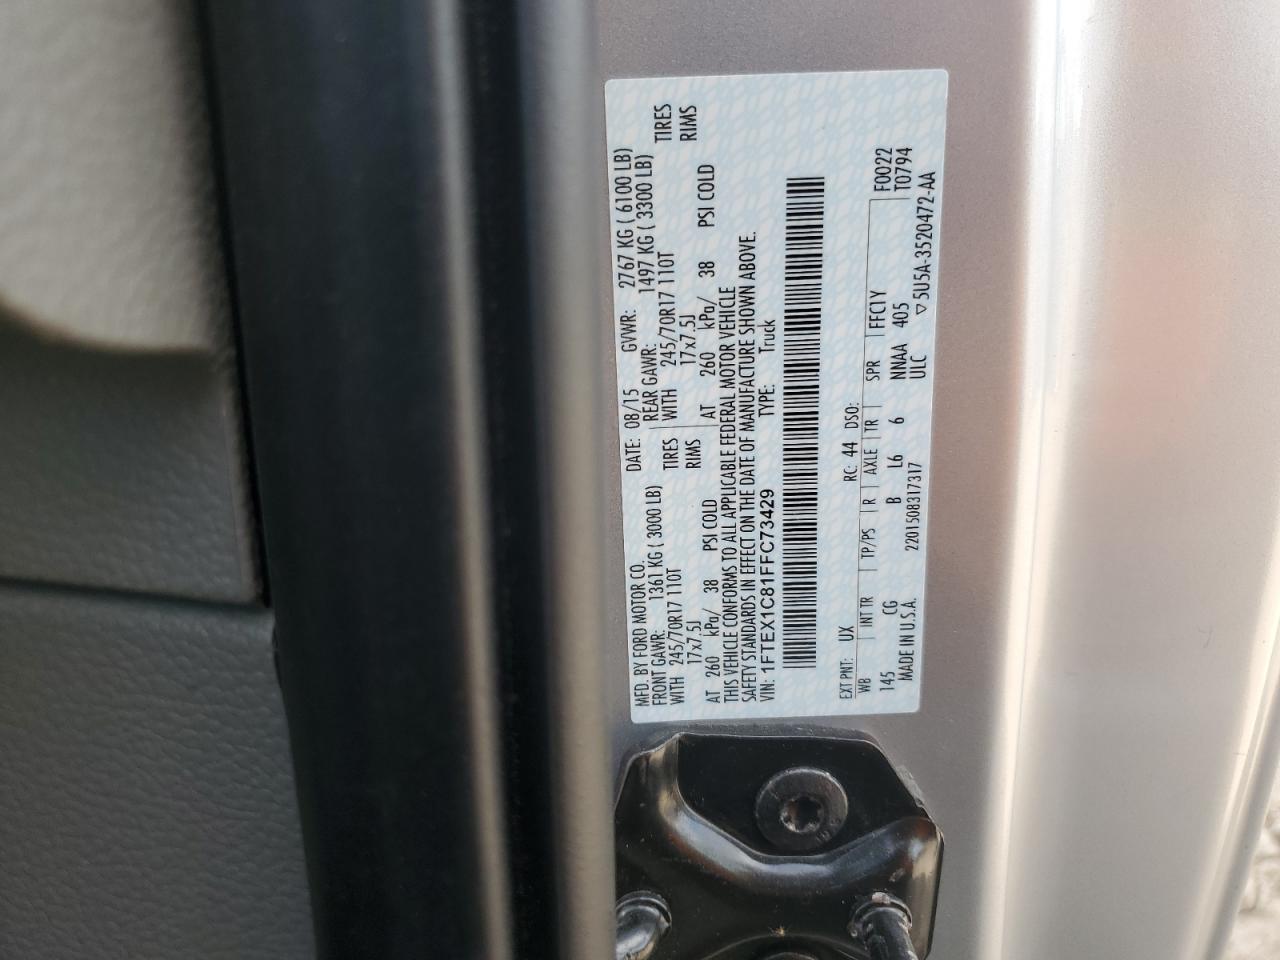 MFD. BY FORD MOTOR CO.
DATE: 08/15 GVWR: 2767 KG ( 6100 LB)
FRONT GAWR: 1361 KG ( 3000 LB) REAR GAWR: 1497 KG ( 3300 LB)
WITH 245/70R17 110T TIRES WITH 245/70R17 110T TIRES
17x7.5J RIMS 17x7.5J RIMS
AT 260 kPa/ 38 PSI COLD AT 260 kPa/ 38 PSI COLD
THIS VEHICLE CONFORMS TO ALL APPLICABLE FEDERAL MOTOR VEHICLE
SAFETY STANDARDS IN EFFECT ON THE DATE OF MANUFACTURE SHOWN ABOVE.
VIN: 1FTEX1C81FFC73429 TYPE: Truck
EXT PNT: UX RC: 44 DSO: F0022
WB INT TR TP/PS R AXLE TR SPR FFC1Y T0794
145 CG B L6 6 NNAA 405
MADE IN U.S.A. 2201508317317 ULC ▽5U5A-3520472-AA